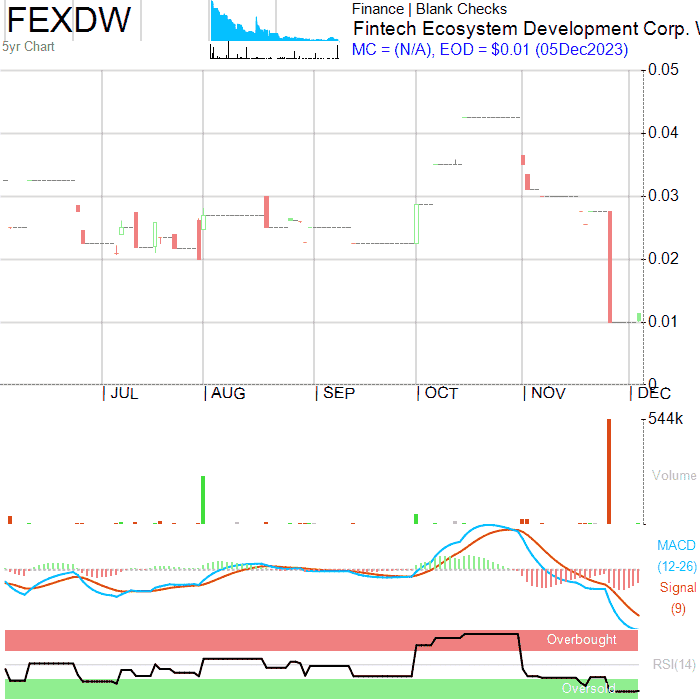 FEXDW
5yr Chart
Finance | Blank Checks
Fintech Ecosystem Development Corp.
MC = (N/A), EOD = $0.01 (05Dec2023)
0.05
0.04
0.03
0.02
0.01
0
JUL AUG SEP OCT NOV DEC
544k
Volume
MACD
(12-26)
Signal
(9)
Overbought
RSI(14)
Oversold